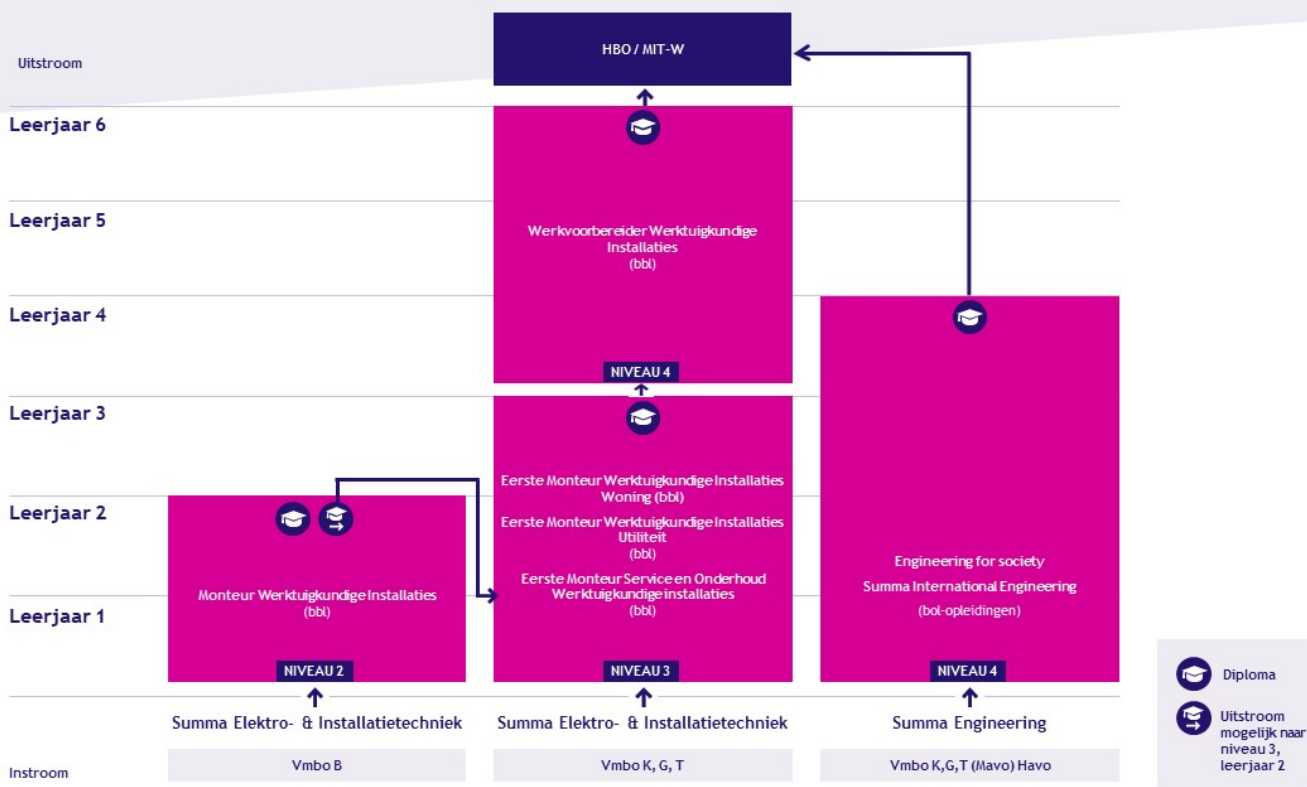 HBO / MIT-W
Uitstroom
Leerjaar 6
Leerjaar 5
Werkvoorbereider Werktuigkundige
Installaties
(bbl)
Leerjaar 4
NIVEAU 4
Leerjaar 3
Eerste Monteur Werktuigkundige Installaties
Woning (bbl)
Eerste Monteur Werktuigkundige Installaties
Utiliteit
(bbl)
Eerste Monteur Service en Onderhoud
Werktuigkundige installaties
(bbl)
Leerjaar 2
Engineering for society
Summa International Engineering
(bol-opleidingen)
Monteur Werktuigkundige Installaties
(bbl)
Leerjaar 1
NIVEAU 2
NIVEAU 3
NIVEAU 4
Summa Elektro- & Installatietechniek
Summa Elektro- & Installatietechniek
Summa Engineering
Instroom
Vmbo B
Vmbo K, G, T
Vmbo K,G,T (Mavo) Havo
Diploma
Uitstroom
mogelijk naar
niveau 3,
leerjaar 2